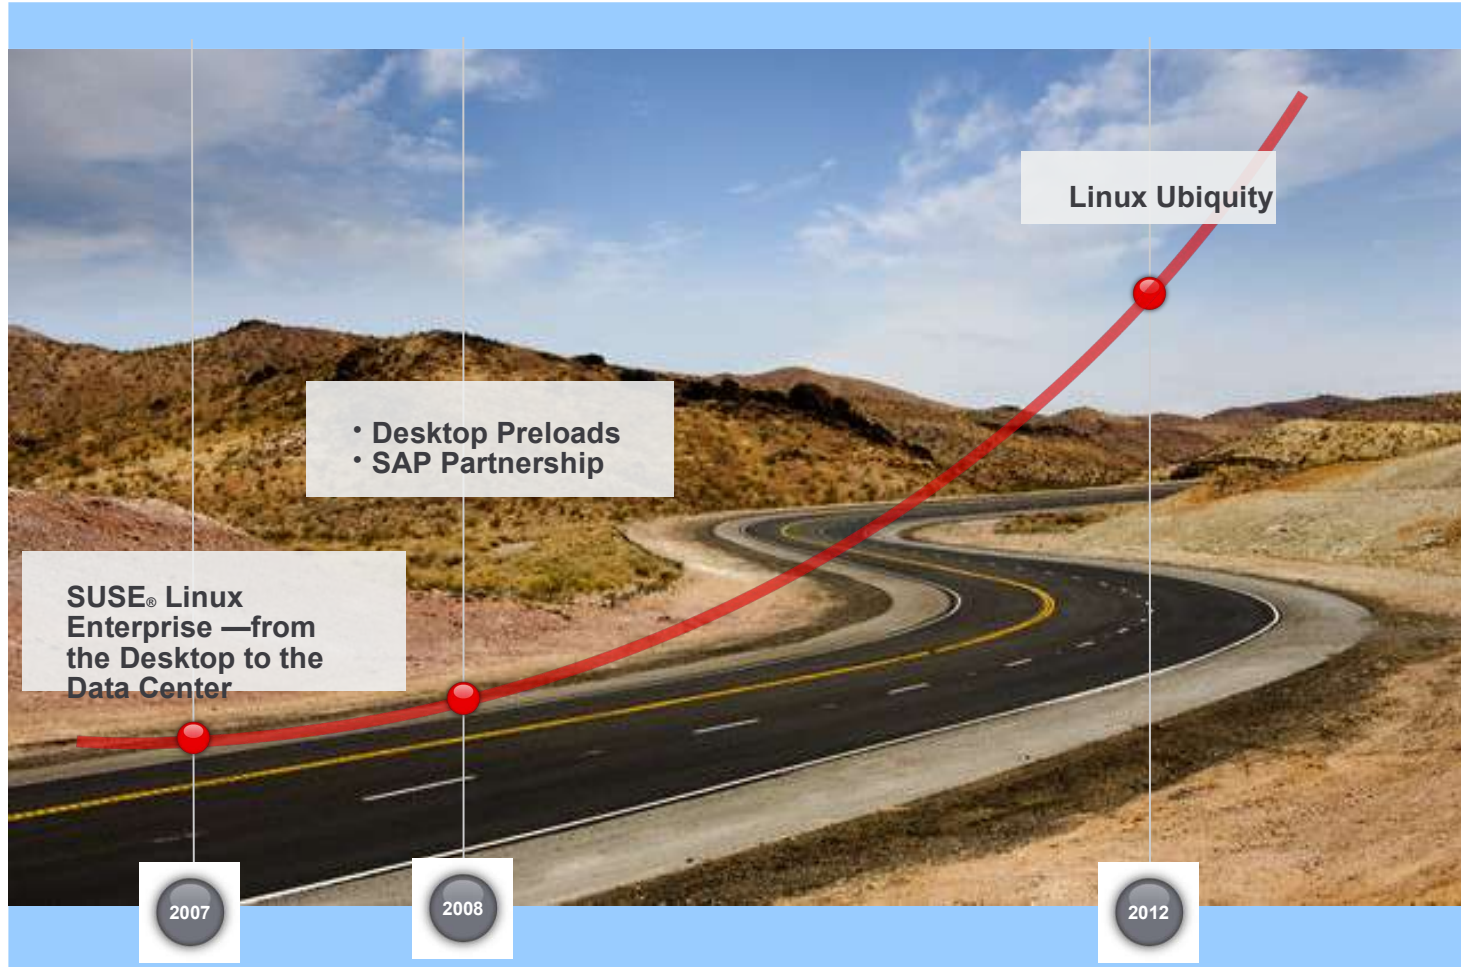 Linux Ubiquity
• Desktop Preloads
• SAP Partnership
SUSE® Linux
Enterprise —from
the Desktop to the
Data Center
2007
2008
2012